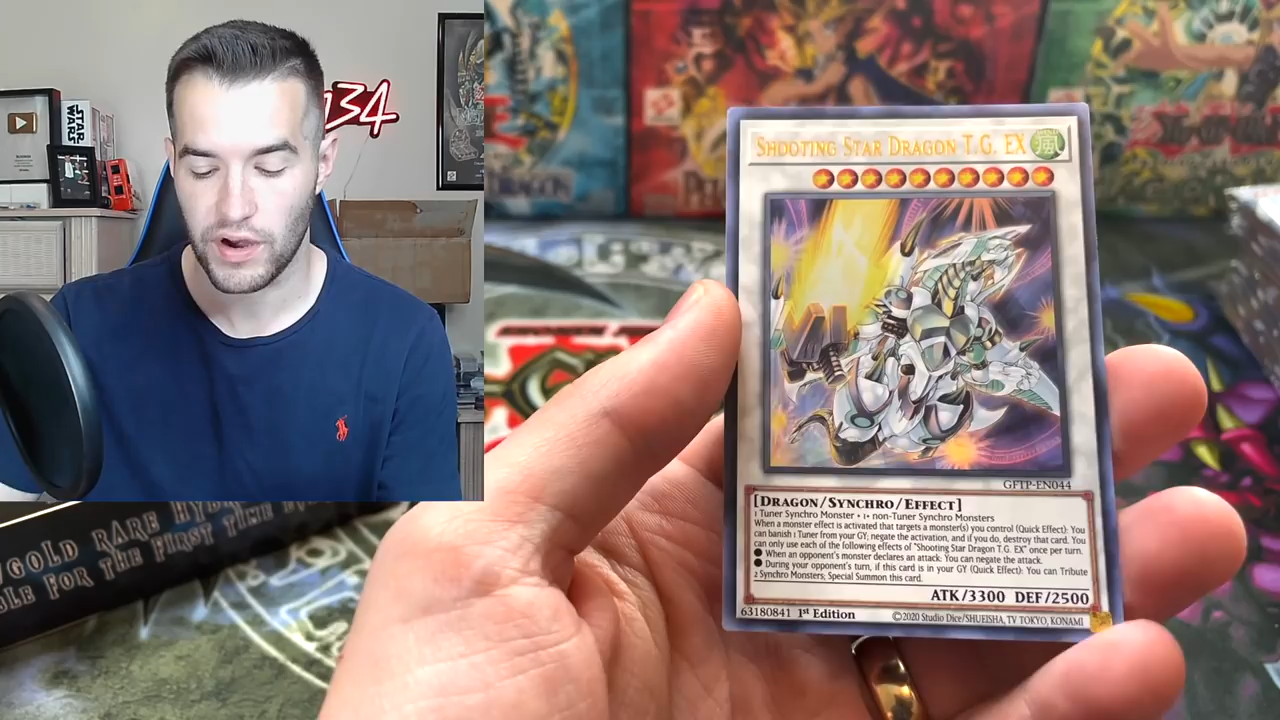 STAR WARS
134
SHOOTING STAR DRAGON T.G. EX
GFTP-EN044
[DRAGON/SYNCHRO/EFFECT]
1 Tuner Synchro Monster + 1+ non-Tuner Synchro Monsters
When a monster effect is activated that targets a monster(s) you control (Quick Effect): You
can banish 1 Tuner from your GY; negate the activation, and if you do, destroy that card. You
can only use each of the following effects of "Shooting Star Dragon T.G. EX" once per turn.
● When an opponent's monster declares an attack: You can negate the attack.
● During your opponent's turn, if this card is in your GY (Quick Effect): You can Tribute
2 Synchro Monsters; Special Summon this card.
ATK/3300 DEF/2500
63180841 1st Edition ©2020 Studio Dice/SHUEISHA, TV TOKYO, KONAMI
GOLD RARE
FOR THE FIRST TIME
DRAGON